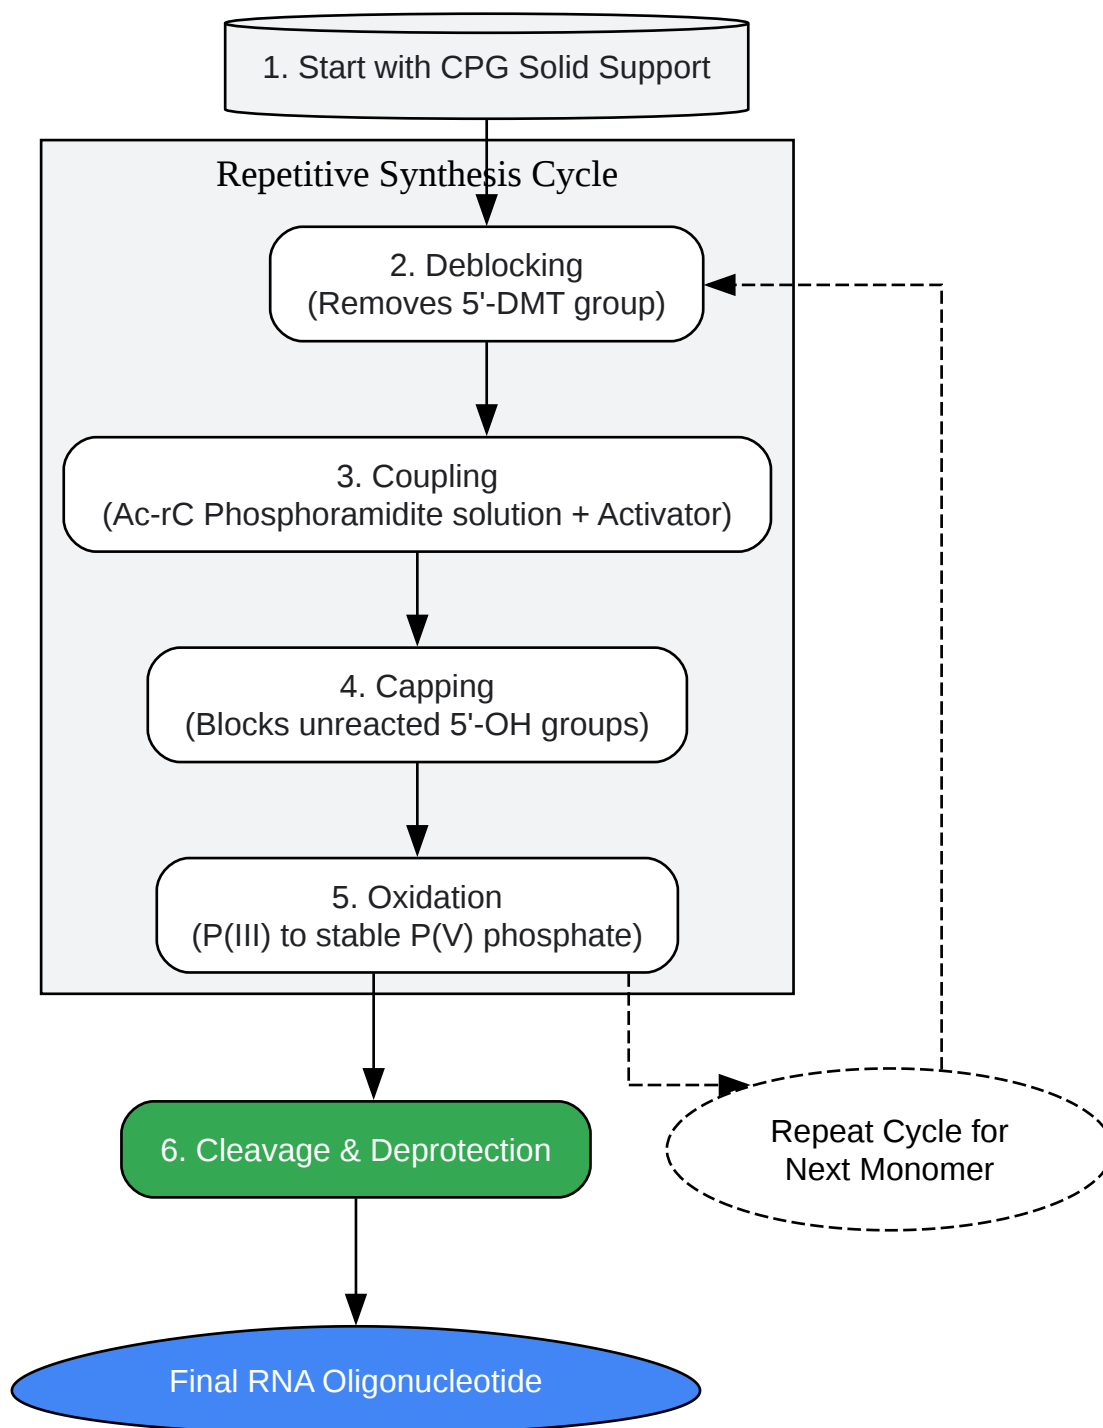 1. Start with CPG Solid Support
Repetitive Synthesis Cycle
2. Deblocking
(Removes 5'-DMT group)
3. Coupling
(Ac-rC Phosphoramidite solution + Activator)
4. Capping
(Blocks unreacted 5'-OH groups)
5. Oxidation
(P(III) to stable P(V) phosphate)
6. Cleavage & Deprotection
Repeat Cycle for
Next Monomer
Final RNA Oligonucleotide